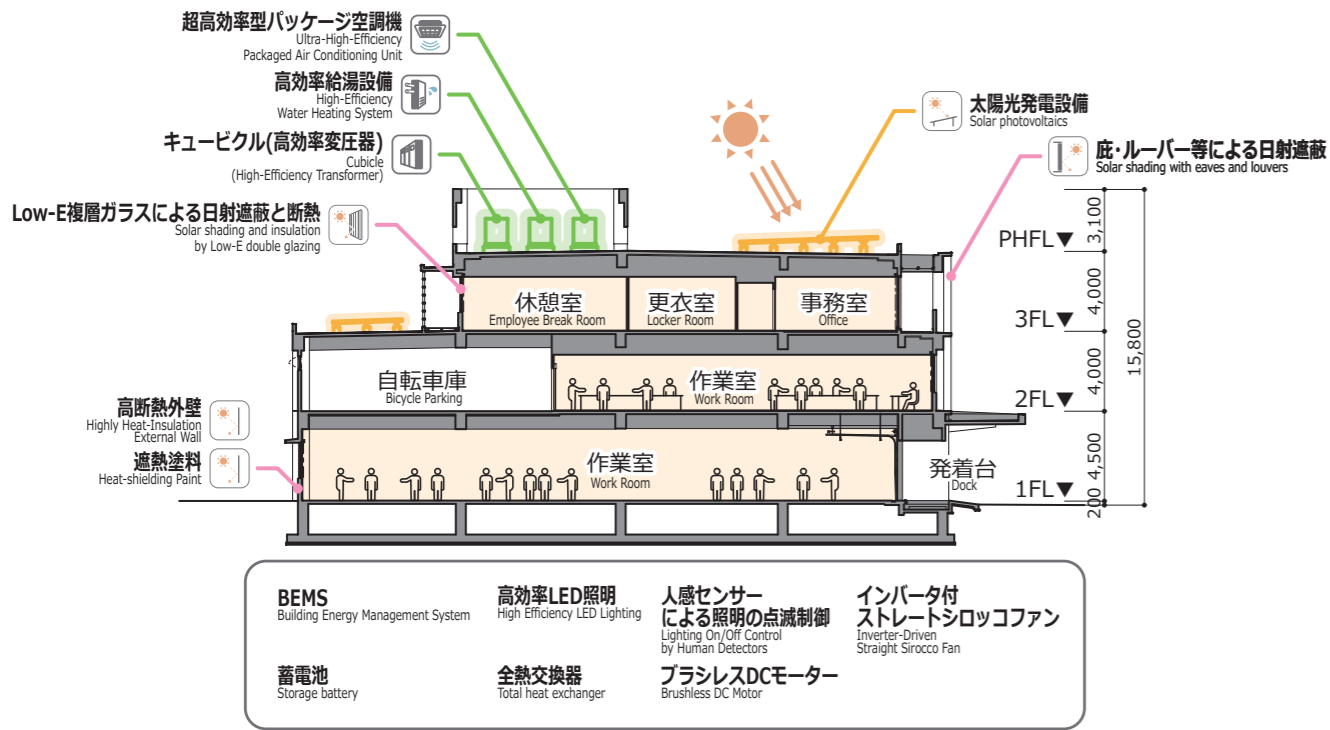 超高効率型パッケージ空調機
Ultra-High-Efficiency
Packaged Air Conditioning Unit
高効率給湯設備
High-Efficiency
Water Heating System
キュービクル(高効率変圧器)
Cubicle
(High-Efficiency Transformer)
Low-E複層ガラスによる日射遮蔽と断熱
Solar shading and insulation
by Low-E double glazing
太陽光発電設備
Solar photovoltaics
庇・ルーバー等による日射遮蔽
Solar shading with eaves and louvers
PHFL▼
3,100
休憩室
Employee Break Room
更衣室
Locker Room
事務室
Office
4,000
3FL▼
15,800
自転車庫
Bicycle Parking
作業室
Work Room
4,000
2FL▼
高断熱外壁
Highly Heat-Insulation
External Wall
遮熱塗料
Heat-shielding Paint
作業室
Work Room
発着台
Dock
4,500
1FL▼
200
BEMS
Building Energy Management System
高効率LED照明
High Efficiency LED Lighting
人感センサー
による照明の点滅制御
Lighting On/Off Control
by Human Detectors
インバータ付
ストレートシロッコファン
Inverter-Driven
Straight Sirocco Fan
蓄電池
Storage battery
全熱交換器
Total heat exchanger
ブラシレスDCモーター
Brushless DC Motor